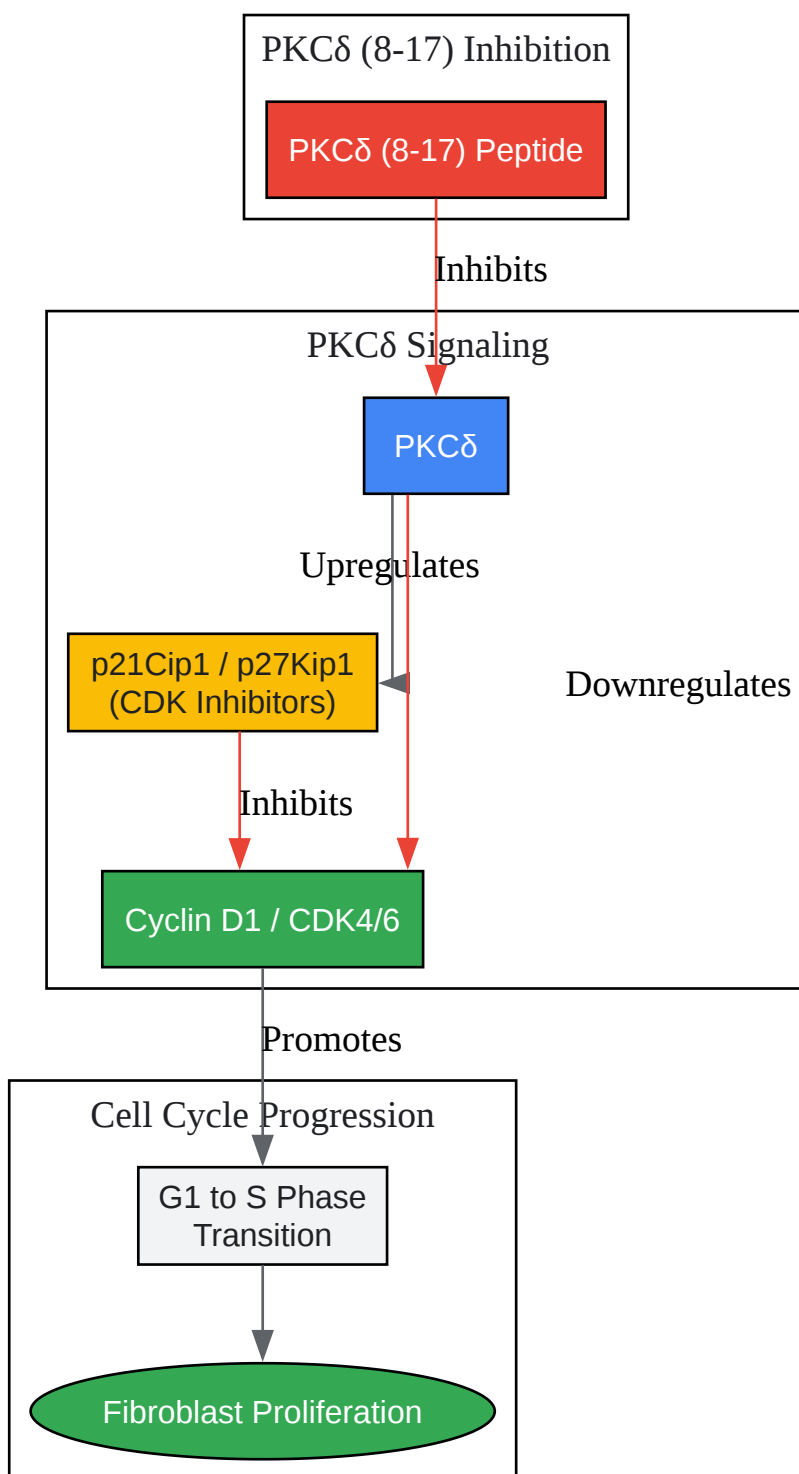 PKCδ (8-17) Inhibition
PKCδ (8-17) Peptide
Inhibits
PKCδ Signaling
PKCδ
Upregulates
p21Cip1 / p27Kip1
(CDK Inhibitors)
Downregulates
Inhibits
Cyclin D1 / CDK4/6
Promotes
Cell Cycle Progression
G1 to S Phase
Transition
Fibroblast Proliferation